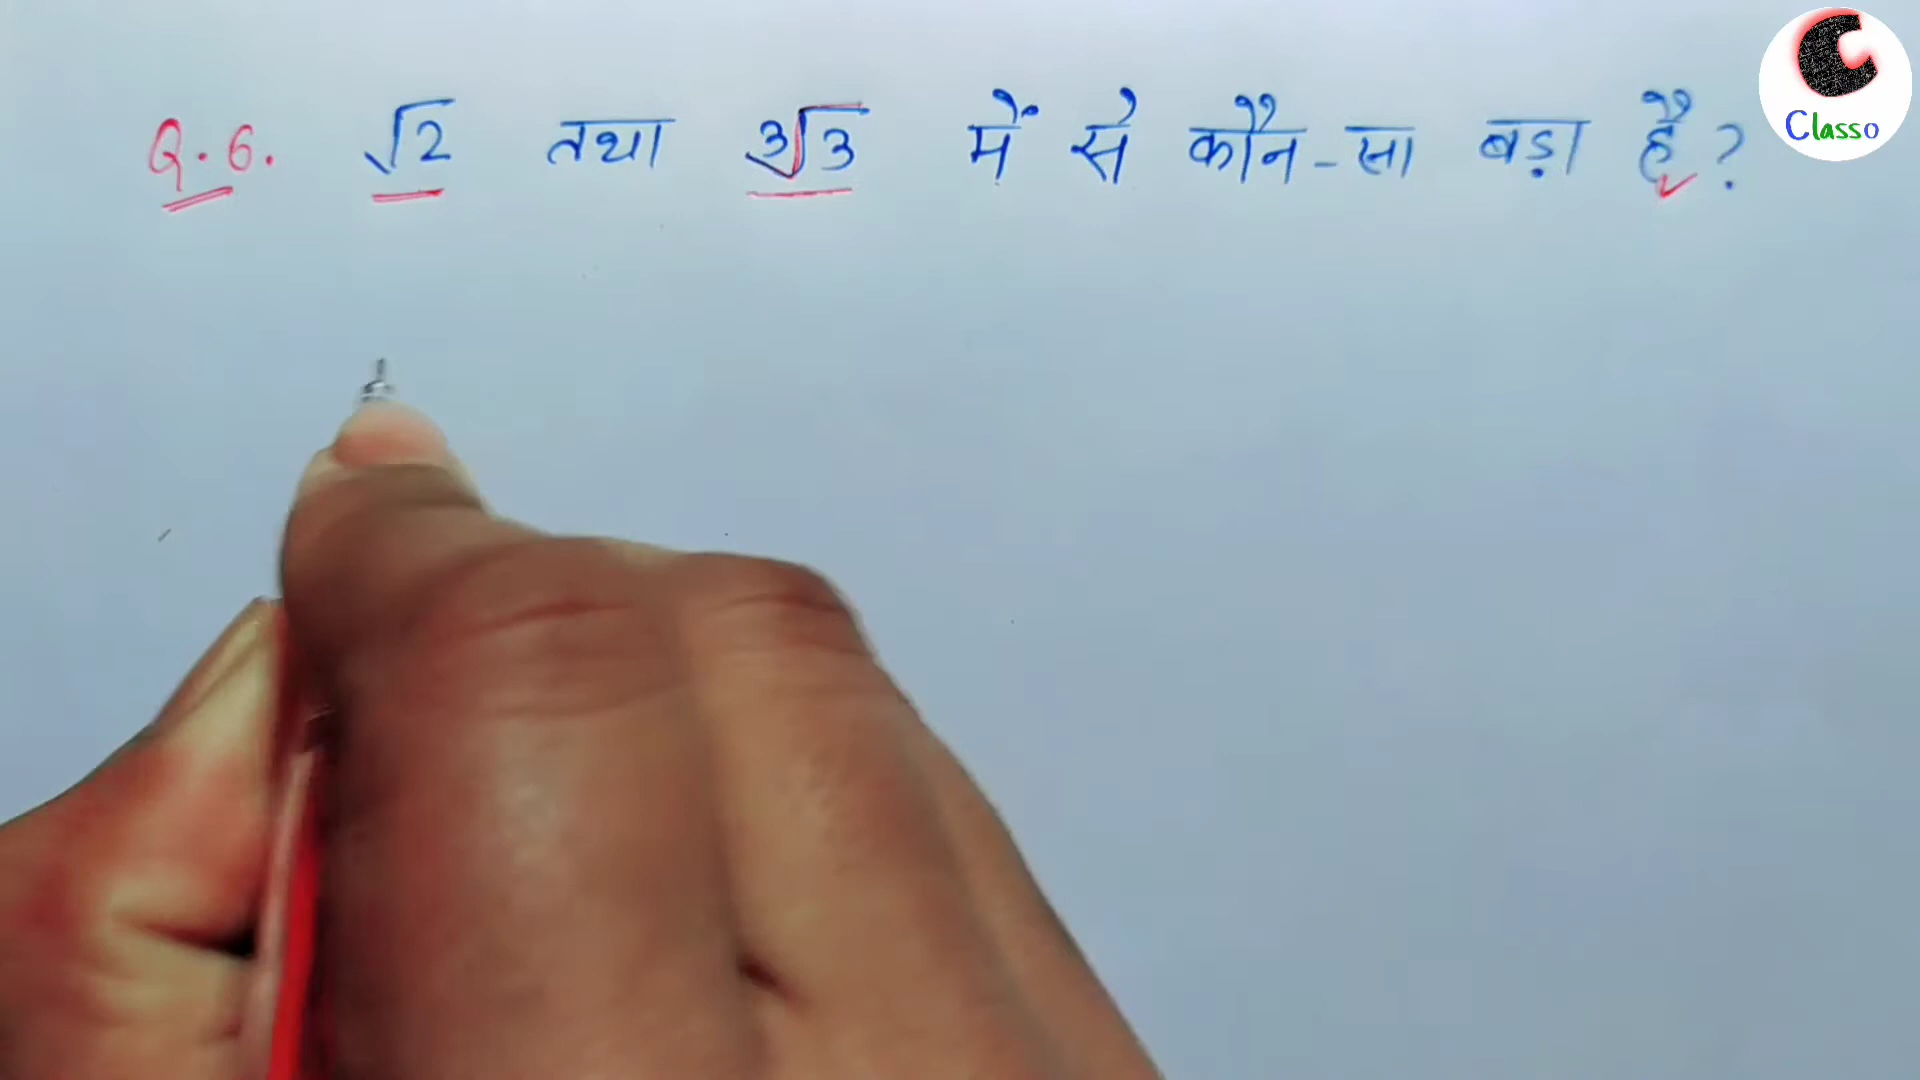 Q.6. √2 तथा ∛3 में से कौन-सा बड़ा है?
C
Classo